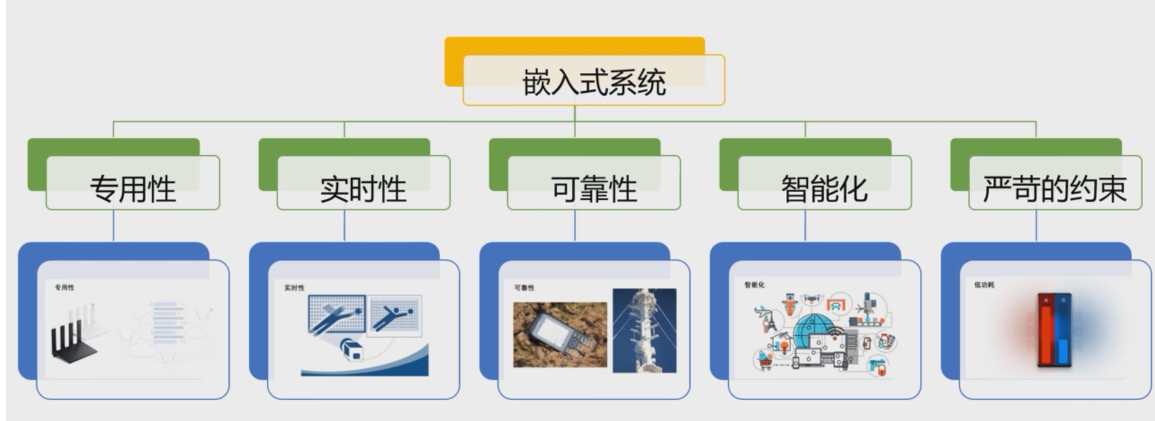 嵌入式系统
专用性
实时性
可靠性
智能化
严苛的约束
专用性
实时性
可靠性
智能化
低功耗